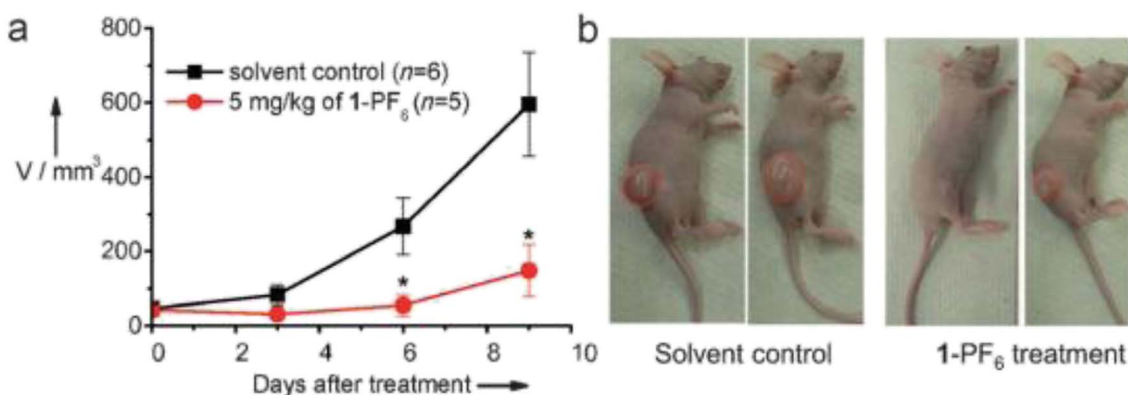 a
800
600
400
200
0
V / mm³
solvent control (n=6)
5 mg/kg of 1-PF₆ (n=5)
*
*
0 2 4 6 8 10
Days after treatment
b
Solvent control
1-PF₆ treatment